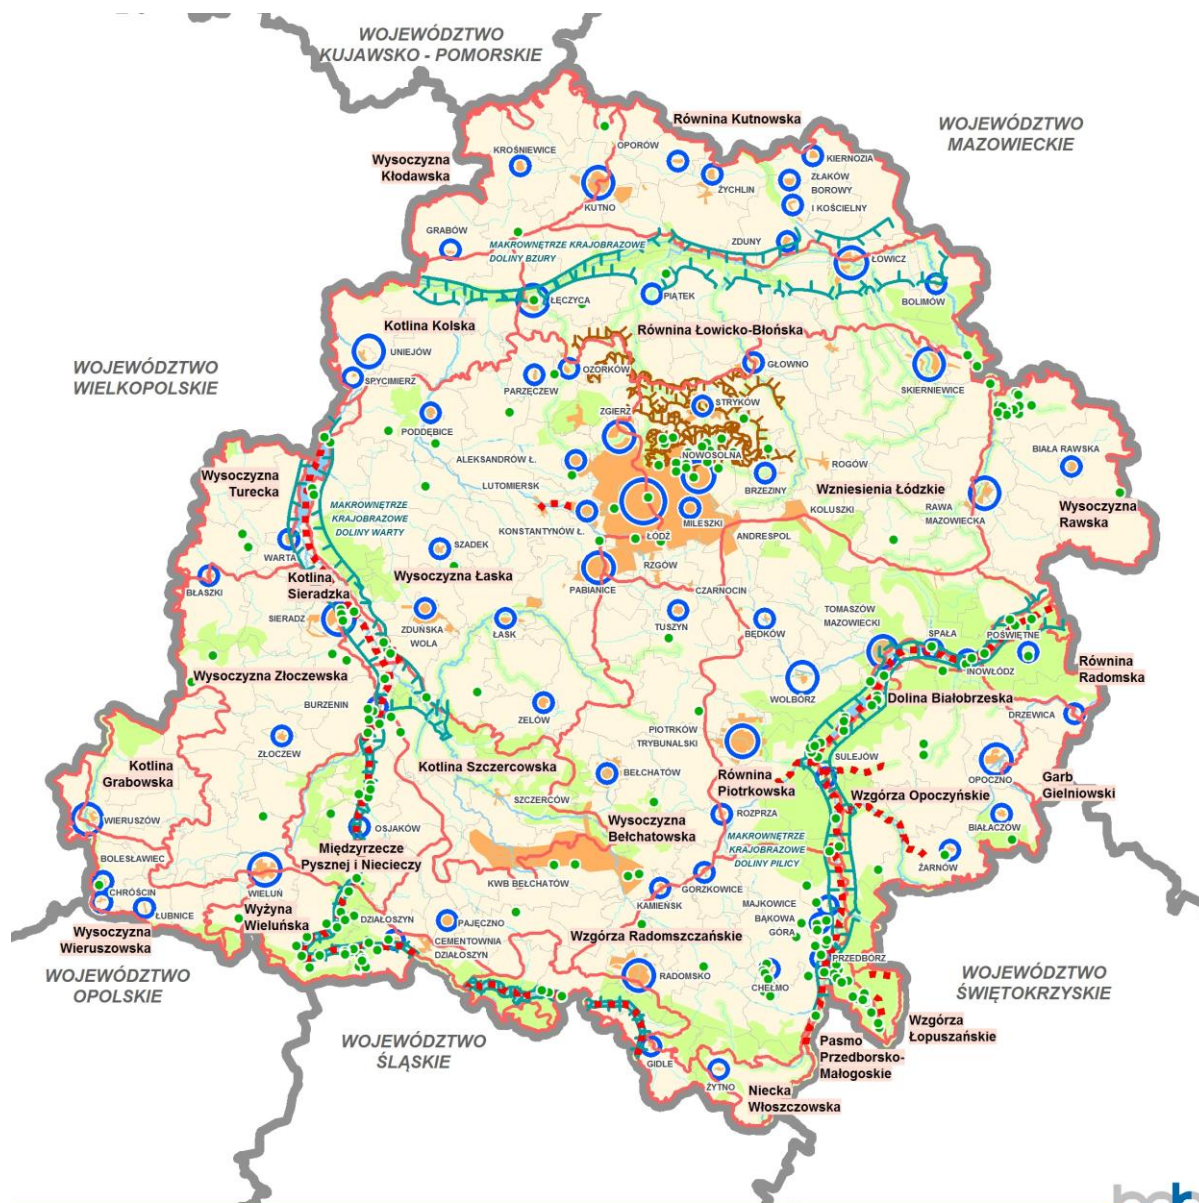 WOJEWÓDZTWO
KUJAWSKO - POMORSKIE
Równina Kutnowska
WOJEWÓDZTWO
MAZOWIECKIE
Wysoczyzna
Kłodawska
KROŚNIEWICE
OPORÓW
KIERNOZIA
ŻYCHLIN
ZŁAKÓW
BOROWY
I KOŚCIELNY
KUTNO
GRABÓW
MAKROWNĘTRZE KRAJOBRAZOWE
DOLINY BZURY
ZDUNY
ŁOWICZ
ŁĘCZYCA
PIĄTEK
BOLIMÓW
Kotlina Kolska
Równina Łowicko-Błońska
WOJEWÓDZTWO
WIELKOPOLSKIE
UNIEJÓW
SPYCIMIERZ
PARZĘCZEW
OZORKÓW
GŁOWNO
SKIERNIEWICE
STRYKÓW
ZGIERZ
PODDĘBICE
ALEKSANDRÓW Ł.
NOWOSOLNA
ROGÓW
BIAŁA RAWSKA
Wysoczyzna
Turecka
LUTOMIERSK
BRZEZINY
Wzniesienia Łódzkie
KOLUSZKI
RAWA
MAZOWIECKA
Wysoczyzna
Rawska
MAKROWNĘTRZE
KRAJOBRAZOWE
DOLINY WARTY
KONSTANTYNÓW Ł.
MILESZKI
ŁÓDŹ
ANDRESPOL
WARTA
SZADEK
RZGÓW
BŁASZKI
Kotlina
Sieradzka
Wysoczyzna Łaska
PABIANICE
CZARNOCIN
SIERADZ
ZDUŃSKA
WOLA
ŁASK
TUSZYN
BĘDKÓW
TOMASZÓW
MAZOWIECKI
SPAŁA
POŚWIĘTNE
INOWŁÓDZ
Równina
Radomska
Wysoczyzna Złoczewska
BURZENIN
ZELÓW
WOLBÓRZ
Dolina Białobrzeska
DRZEWICA
ZŁOCZEW
PIOTRKÓW
TRYBUNALSKI
SULEJÓW
Kotlina
Grabowska
Kotlina Szczercowska
BEŁCHATÓW
Równina
Piotrkowska
OPOCZNO
Garb
Gielniowski
SZCZERCÓW
Wzgórza Opoczyńskie
WIERUSZÓW
OSJAKÓW
Wysoczyzna
Bełchatowska
ROZPRZA
BIAŁACZÓW
Międzyrzecze
Pysznej i Niecieczy
MAKROWNĘTRZE
KRAJOBRAZOWE
DOLINY PILICY
BOLESŁAWIEC
CHRÓŚCIN
WIELUŃ
KWB BEŁCHATÓW
GORZKOWICE
ŻARNÓW
ŁUBNICE
KAMIEŃSK
MAJKOWICE
BĄKOWA
GÓRA
Wysoczyzna
Wieruszowska
Wyżyna
Wieluńska
DZIAŁOSZYN
PAJĘCZNO
CEMENTOWNIA
DZIAŁOSZYN
Wzgórza Radomszczańskie
PRZEDBÓRZ
WOJEWÓDZTWO
OPOLSKIE
RADOMSKO
CHEŁMO
WOJEWÓDZTWO
ŚWIĘTOKRZYSKIE
WOJEWÓDZTWO
ŚLĄSKIE
Wzgórza
Łopuszańskie
Pasmo
Przedborsko-
Małogoskie
GIDLE
ŻYTNO
Niecka
Włoszczowska